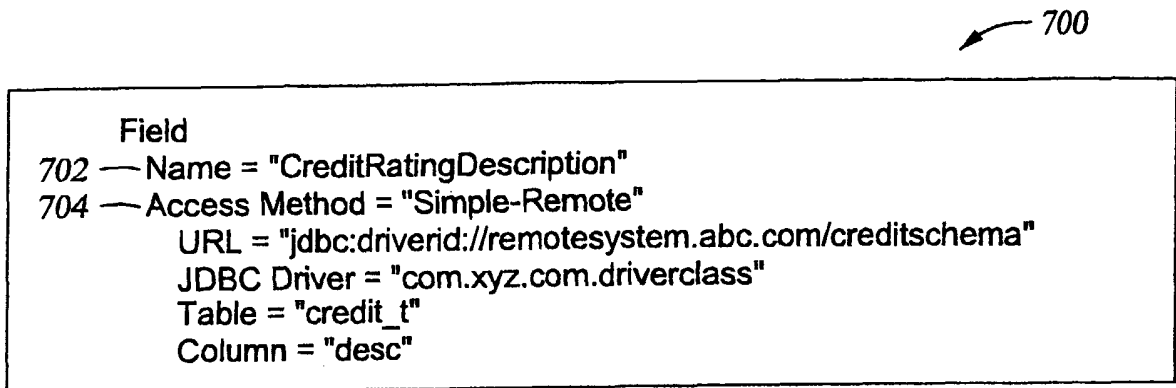 700
Field
702 — Name = "CreditRatingDescription"
704 — Access Method = "Simple-Remote"
URL = "jdbc:driverid://remotesystem.abc.com/creditschema"
JDBC Driver = "com.xyz.com.driverclass"
Table = "credit_t"
Column = "desc"